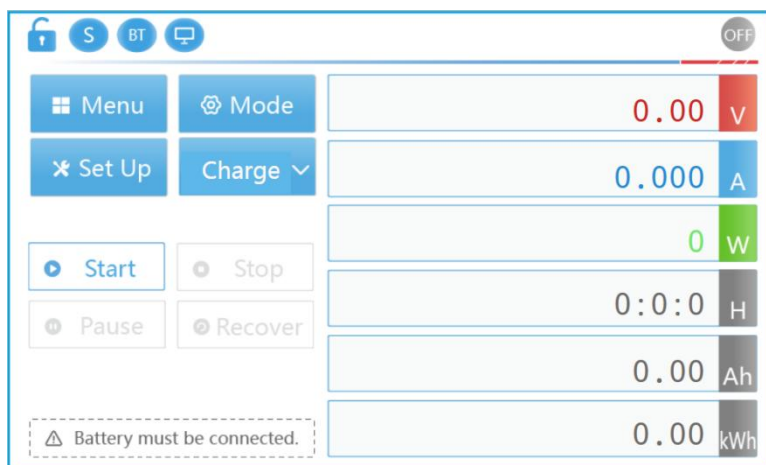 S BT OFF
Menu Mode
0.00 V
Set Up Charge
0.000 A
0 W
Start Stop
0:0:0 H
Pause Recover
0.00 Ah
Battery must be connected.
0.00 kWh